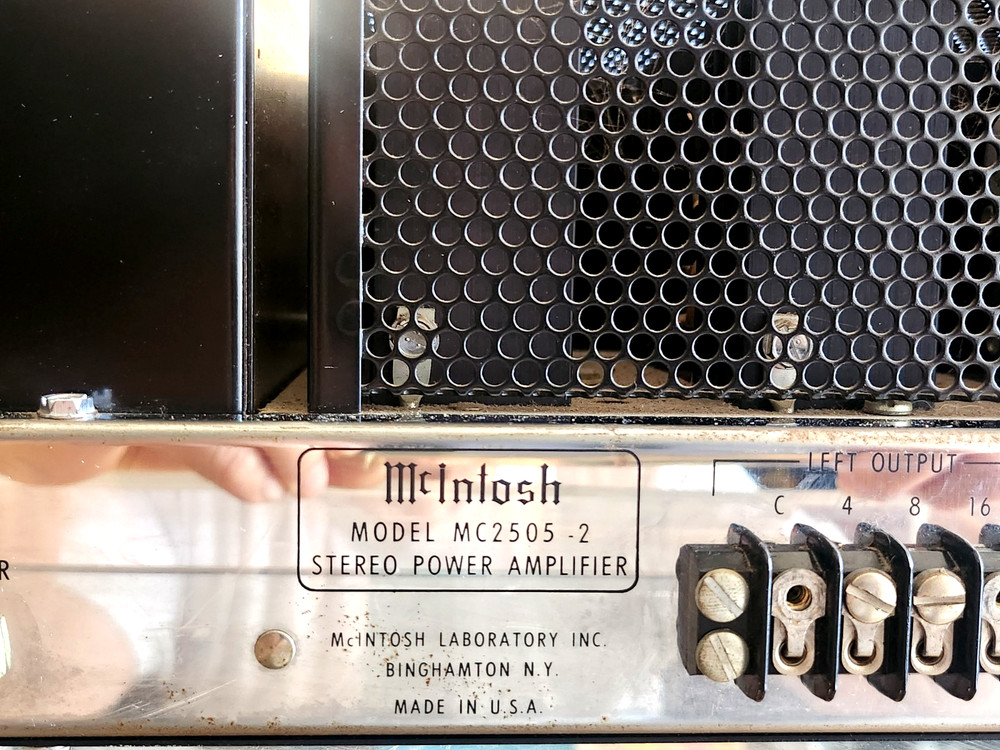 McIntosh
MODEL MC2505 -2
STEREO POWER AMPLIFIER
McINTOSH LABORATORY INC.
BINGHAMTON N.Y.
MADE IN U.S.A.
LEFT OUTPUT
C 4 8 16
R